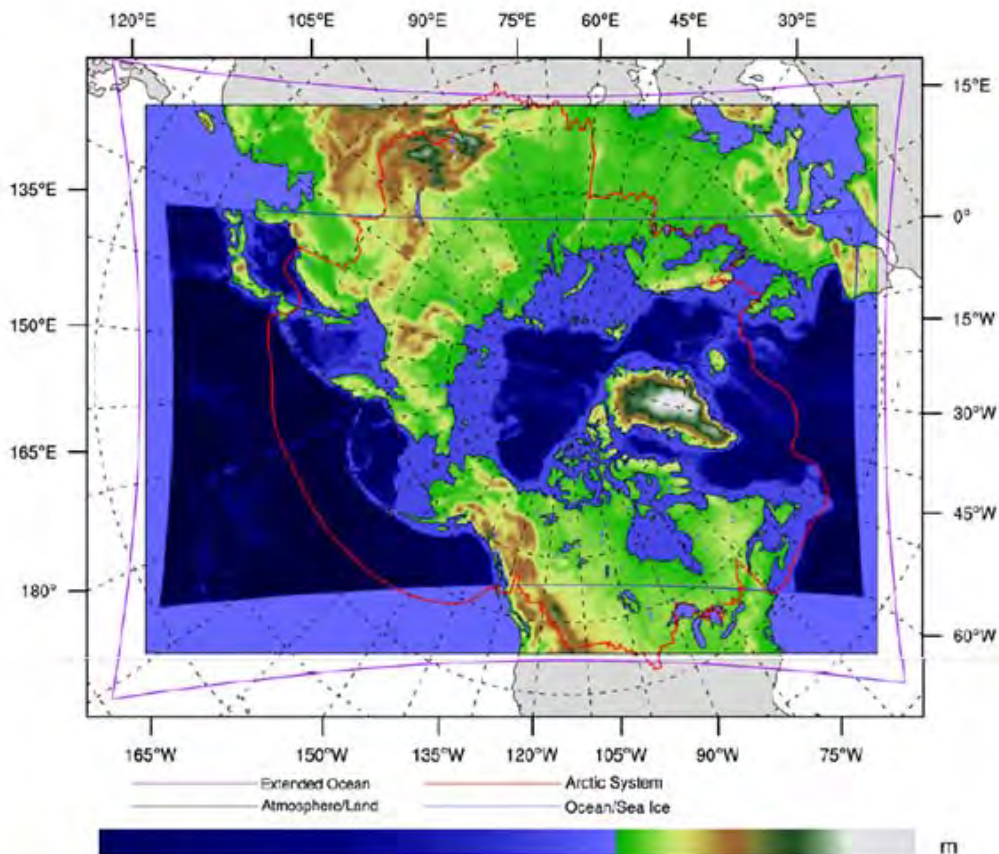 120°E 105°E 90°E 75°E 60°E 45°E 30°E
15°E
135°E
0°
150°E
15°W
165°E
30°W
45°W
180°
60°W
165°W 150°W 135°W 120°W 105°W 90°W 75°W
Extended Ocean Arctic System
Atmosphere/Land Ocean/Sea Ice
m